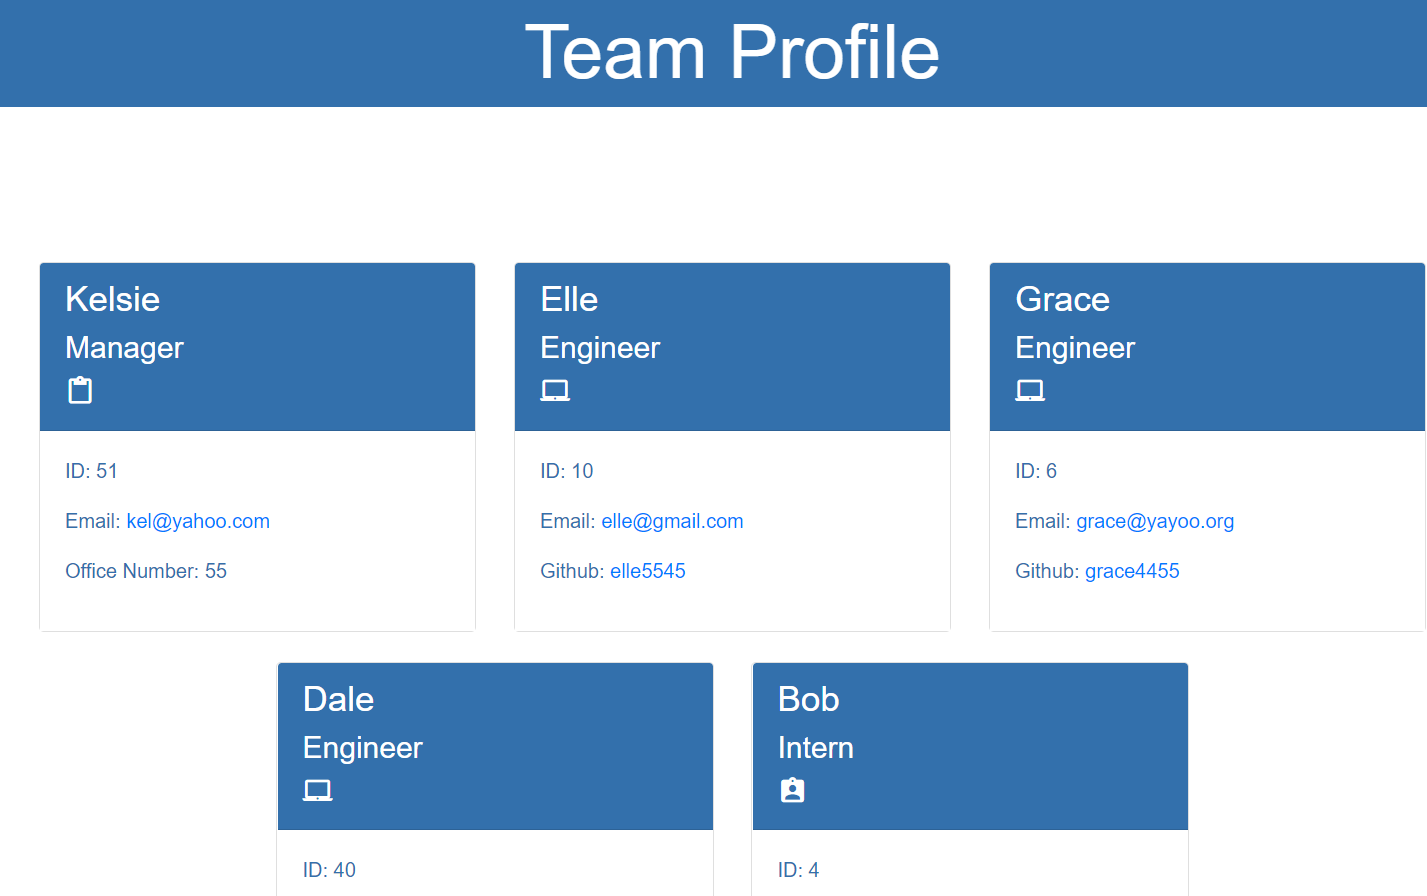 Team Profile
Kelsie
Manager
ID: 51
Email: kel@yahoo.com
Office Number: 55
Elle
Engineer
ID: 10
Email: elle@gmail.com
Github: elle5545
Grace
Engineer
ID: 6
Email: grace@yayoo.org
Github: grace4455
Dale
Engineer
ID: 40
Bob
Intern
ID: 4